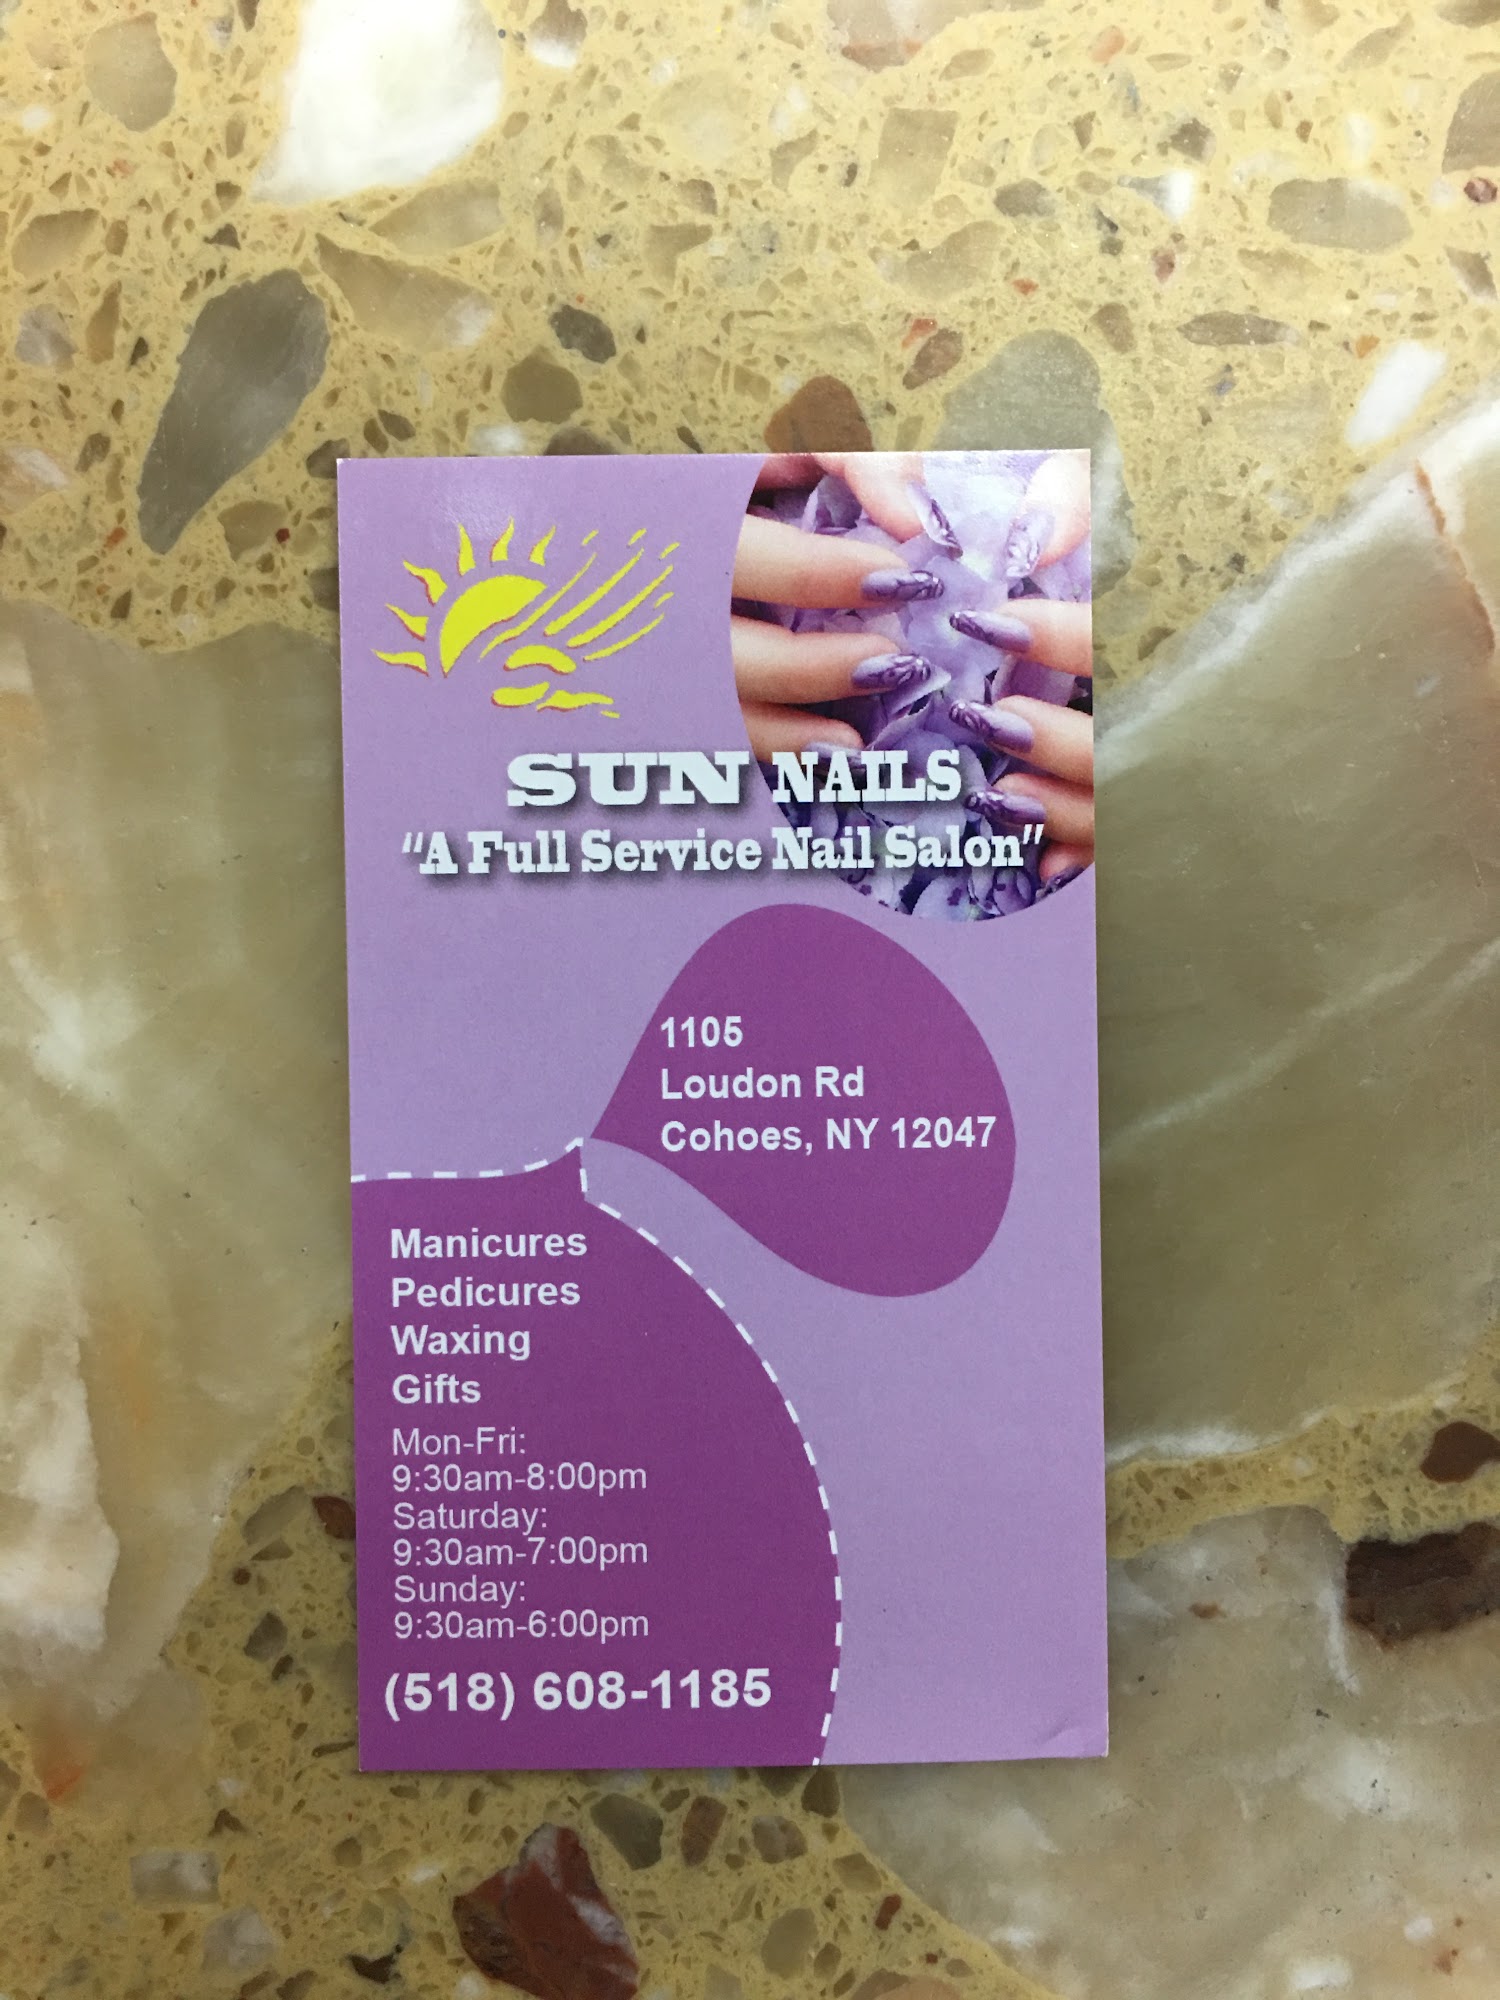 SUN NAILS
"A Full Service Nail Salon"
1105
Loudon Rd
Cohoes, NY 12047
Manicures
Pedicures
Waxing
Gifts
Mon-Fri:
9:30am-8:00pm
Saturday:
9:30am-7:00pm
Sunday:
9:30am-6:00pm
(518) 608-1185